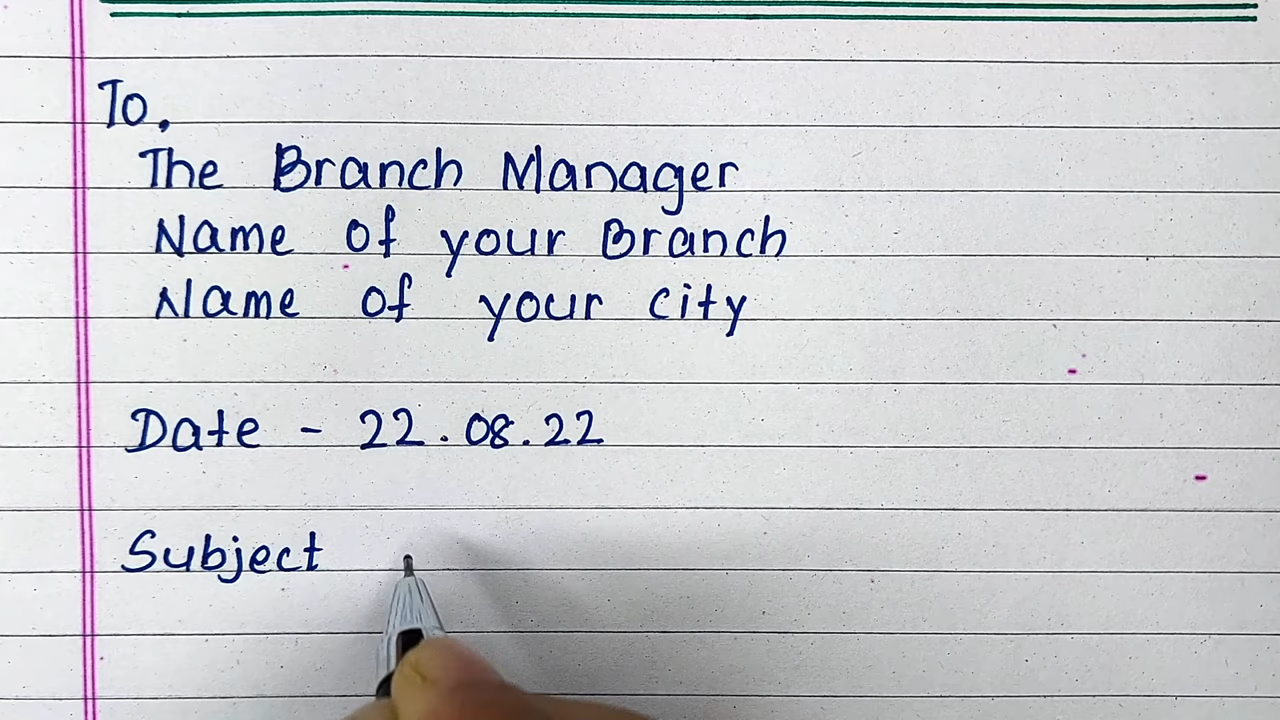 To,
The Branch Manager
Name of your Branch
Name of your city
Date - 22.08.22
Subject